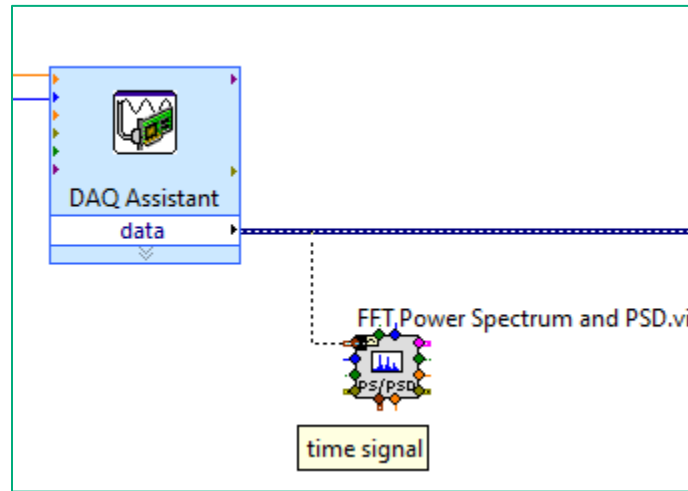 DAQ Assistant
data
FFT Power Spectrum and PSD.vi
PS/PSD
time signal